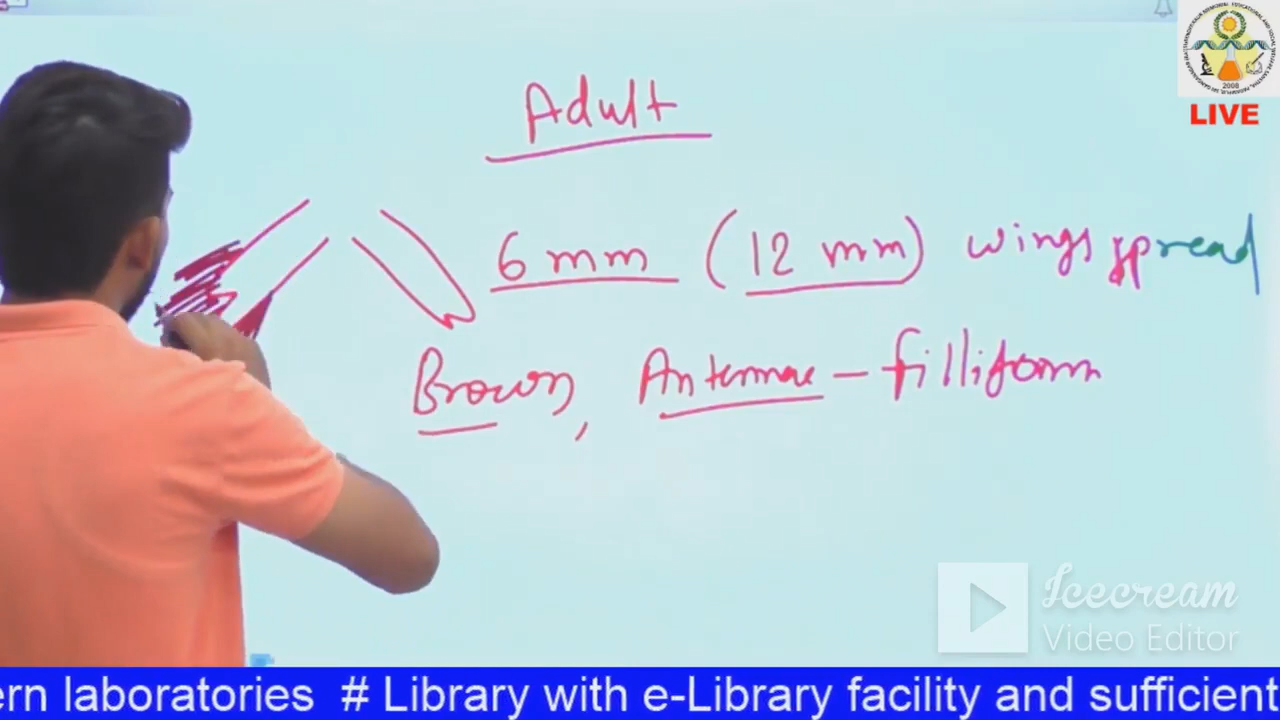 Adult
6 mm (12 mm) wings spread
Brown, Antennae - filliform
2008
LIVE
Icecream
Video Editor
ern laboratories # Library with e-Library facility and sufficient